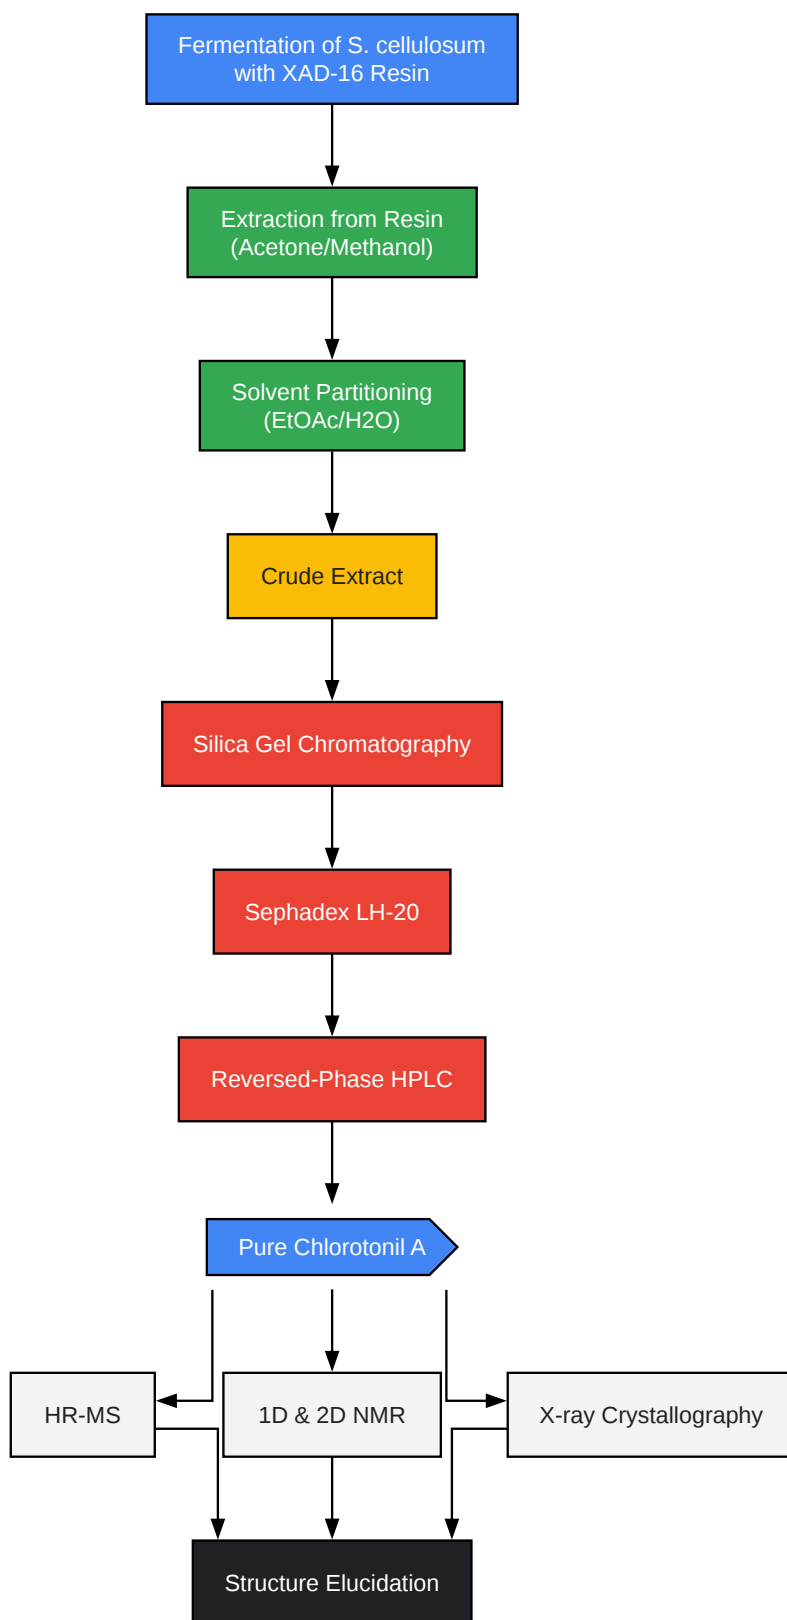 Fermentation of S. cellulosum
with XAD-16 Resin
Extraction from Resin
(Acetone/Methanol)
Solvent Partitioning
(EtOAc/H2O)
Crude Extract
Silica Gel Chromatography
Sephadex LH-20
Reversed-Phase HPLC
Pure Chlorotonil A
HR-MS
1D & 2D NMR
X-ray Crystallography
Structure Elucidation